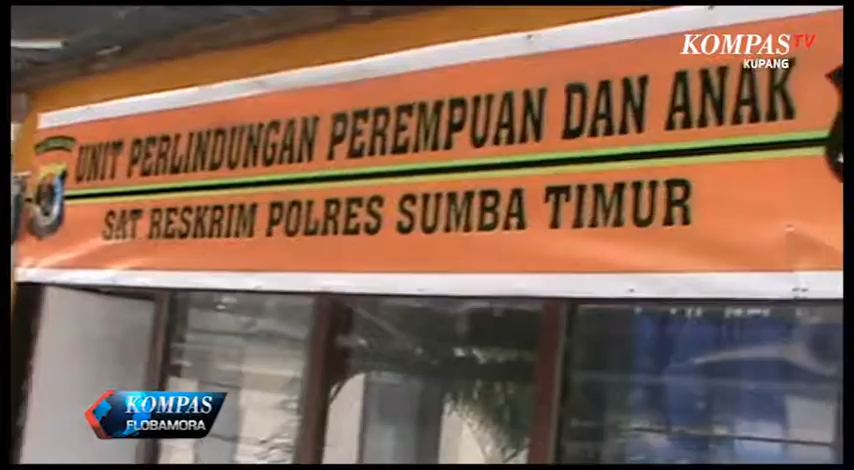 KOMPAS TV
KUPANG
UNIT PERLINDUNGAN PEREMPUAN DAN ANAK
SAT RESKRIM POLRES SUMBA TIMUR
KOMPAS
FLOBAMORA